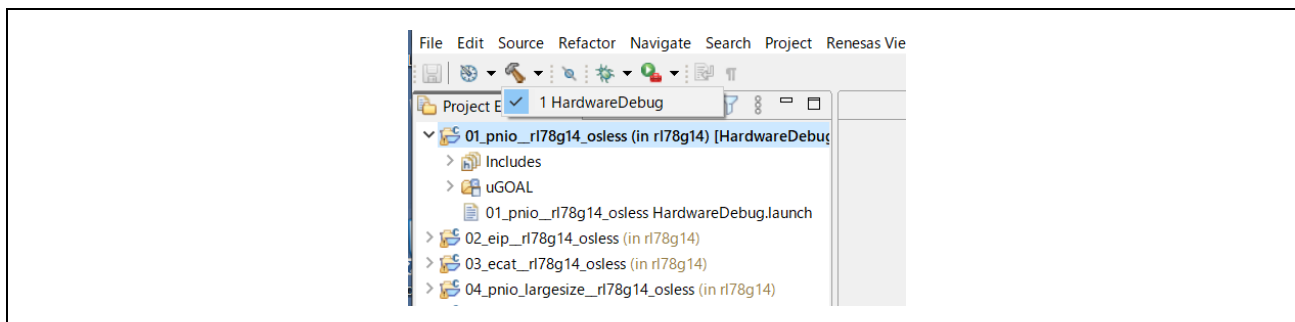 File Edit Source Refactor Navigate Search Project Renesas Vie
Project E
1 HardwareDebug
01_pnio__rl78g14_osless (in rl78g14) [HardwareDebug
Includes
uGOAL
01_pnio__rl78g14_osless HardwareDebug.launch
02_eip__rl78g14_osless (in rl78g14)
03_ecat__rl78g14_osless (in rl78g14)
04_pnio_largesize__rl78g14_osless (in rl78g14)